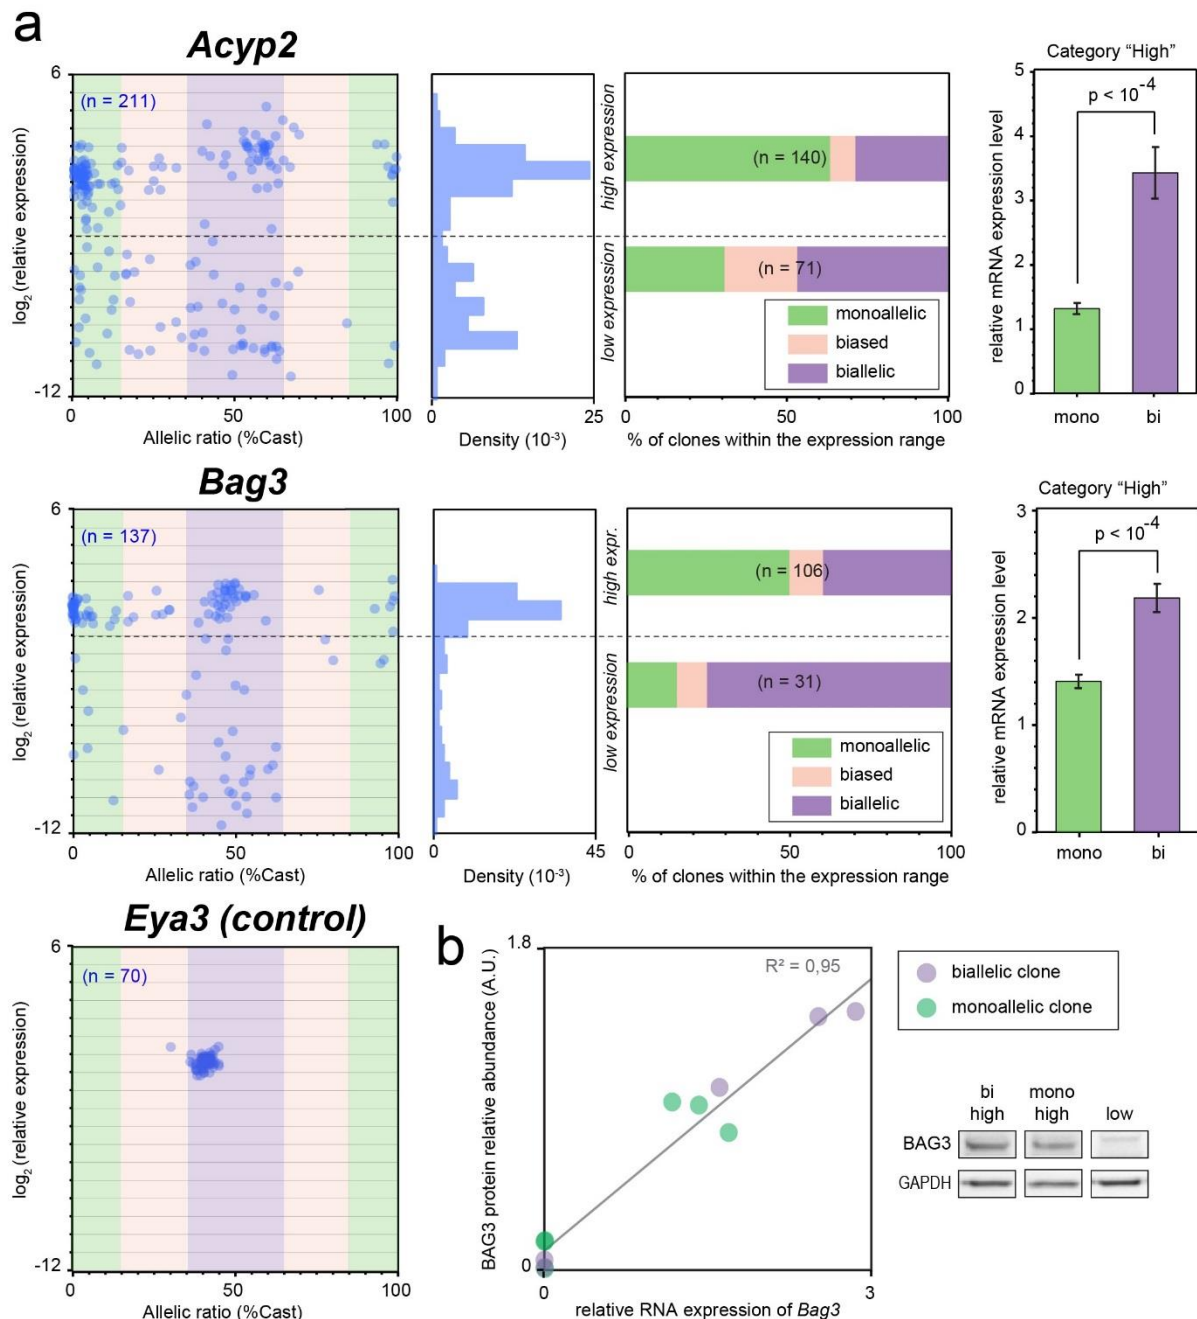 a
Acyp2
6
-12
log2 (relative expression)
(n = 211)
0 50 100
Allelic ratio (%Cast)
0 25
Density (10-3)
high expression
low expression
(n = 140)
(n = 71)
monoallelic
biased
biallelic
0 50 100
% of clones within the expression range
Category “High”
p < 10-4
relative mRNA expression level
5
4
3
2
1
0
mono bi
Bag3
6
-12
log2 (relative expression)
(n = 137)
0 50 100
Allelic ratio (%Cast)
0 45
Density (10-3)
high expr.
low expression
(n = 106)
(n = 31)
monoallelic
biased
biallelic
0 50 100
% of clones within the expression range
Category “High”
p < 10-4
relative mRNA expression level
3
2
1
0
mono bi
Eya3 (control)
6
-12
log2 (relative expression)
(n = 70)
0 50 100
Allelic ratio (%Cast)
b
1.8
0
BAG3 protein relative abundance (A.U.)
R² = 0,95
0 3
relative RNA expression of Bag3
biallelic clone
monoallelic clone
bi high
mono high
low
BAG3
GAPDH